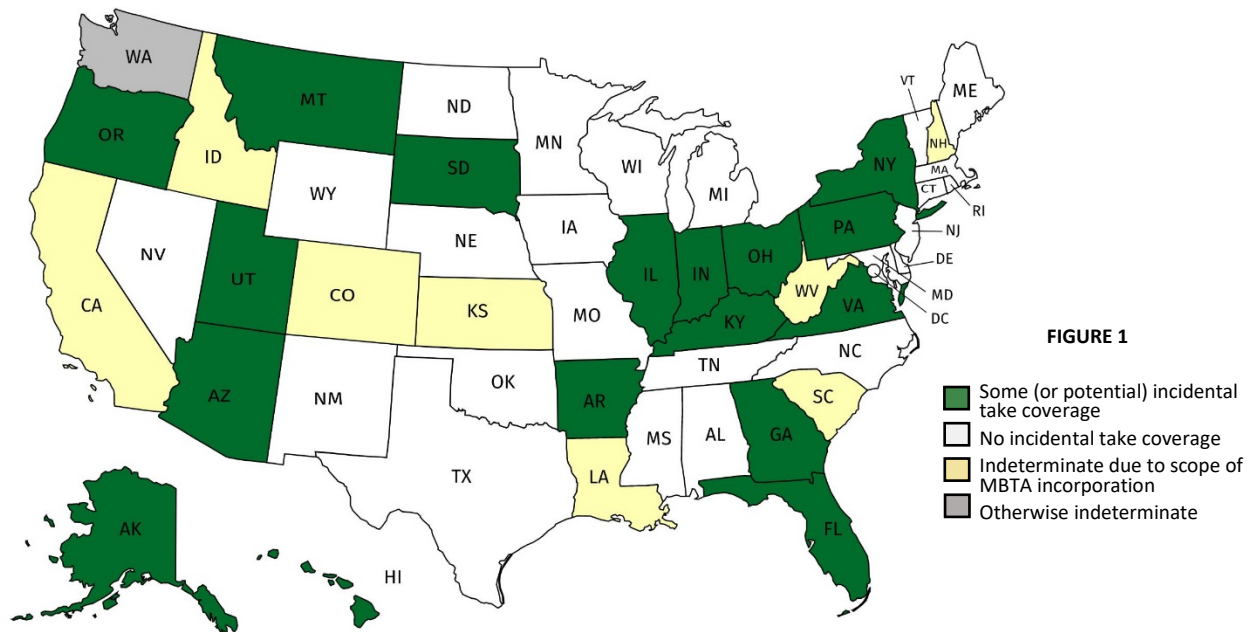 WA
MT
ND
MN
VT
ME
OR
ID
SD
WI
MI
NY
NH
MA
CT
RI
WY
IA
NE
PA
NJ
NV
UT
CO
KS
MO
IL
IN
OH
WV
VA
KY
DE
MD
DC
CA
AZ
NM
OK
AR
TN
NC
SC
TX
LA
MS
AL
GA
FL
AK
HI
FIGURE 1
Some (or potential) incidental
take coverage
No incidental take coverage
Indeterminate due to scope of
MBTA incorporation
Otherwise indeterminate